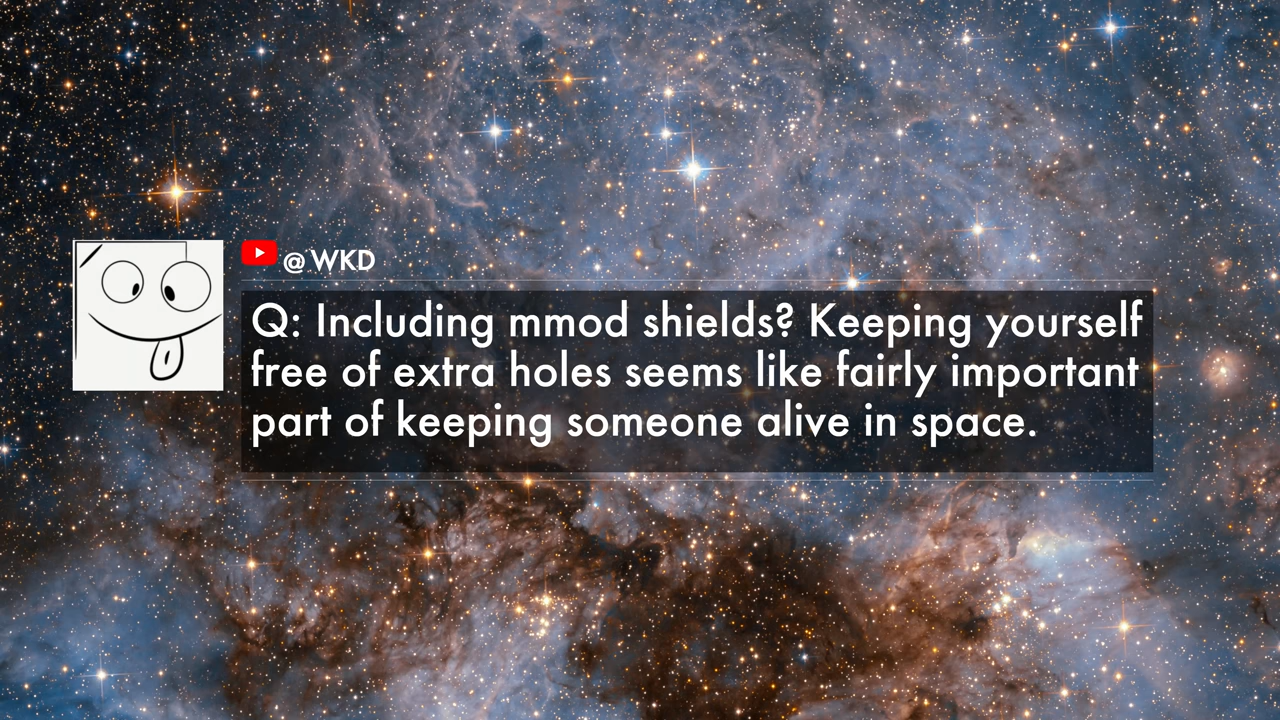 @WKD
Q: Including mmod shields? Keeping yourself
free of extra holes seems like fairly important
part of keeping someone alive in space.